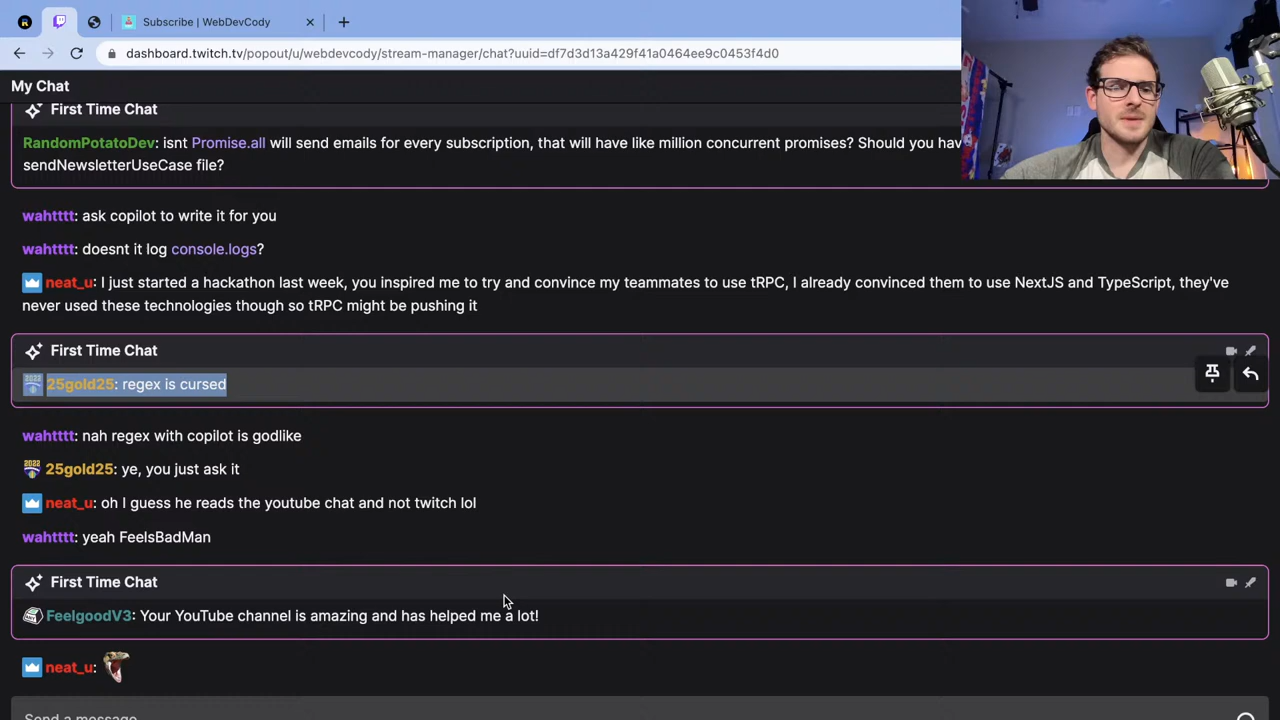 Subscribe | WebDevCody
dashboard.twitch.tv/popout/u/webdevcody/stream-manager/chat?uuid=df7d3d13a429f41a0464ee9c0453f4d0
My Chat
First Time Chat
RandomPotatoDev: isnt Promise.all will send emails for every subscription, that will have like million concurrent promises? Should you hav
sendNewsletterUseCase file?
wahtttt: ask copilot to write it for you
wahtttt: doesnt it log console.logs?
neat_u: I just started a hackathon last week, you inspired me to try and convince my teammates to use tRPC, I already convinced them to use NextJS and TypeScript, they've
never used these technologies though so tRPC might be pushing it
First Time Chat
25gold25: regex is cursed
wahtttt: nah regex with copilot is godlike
25gold25: ye, you just ask it
neat_u: oh I guess he reads the youtube chat and not twitch lol
wahtttt: yeah FeelsBadMan
First Time Chat
FeelgoodV3: Your YouTube channel is amazing and has helped me a lot!
neat_u:
Send a message